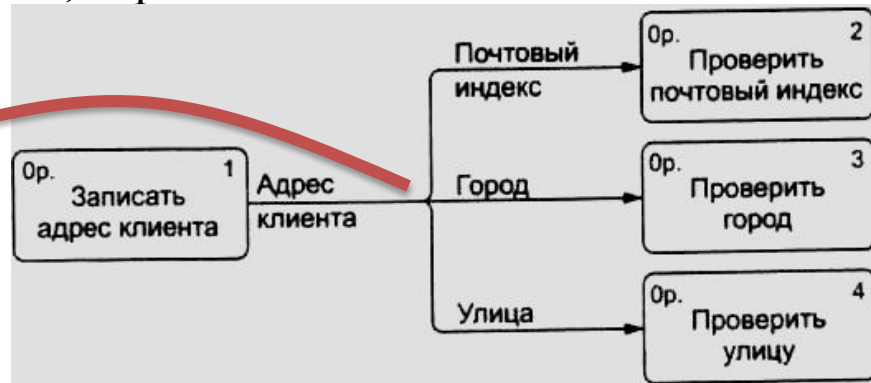 0р. 2
Проверить
почтовый индекс
Почтовый
индекс
0р. 1
Записать
адрес клиента
Адрес
клиента
Город
0р. 3
Проверить
город
Улица
0р. 4
Проверить
улицу